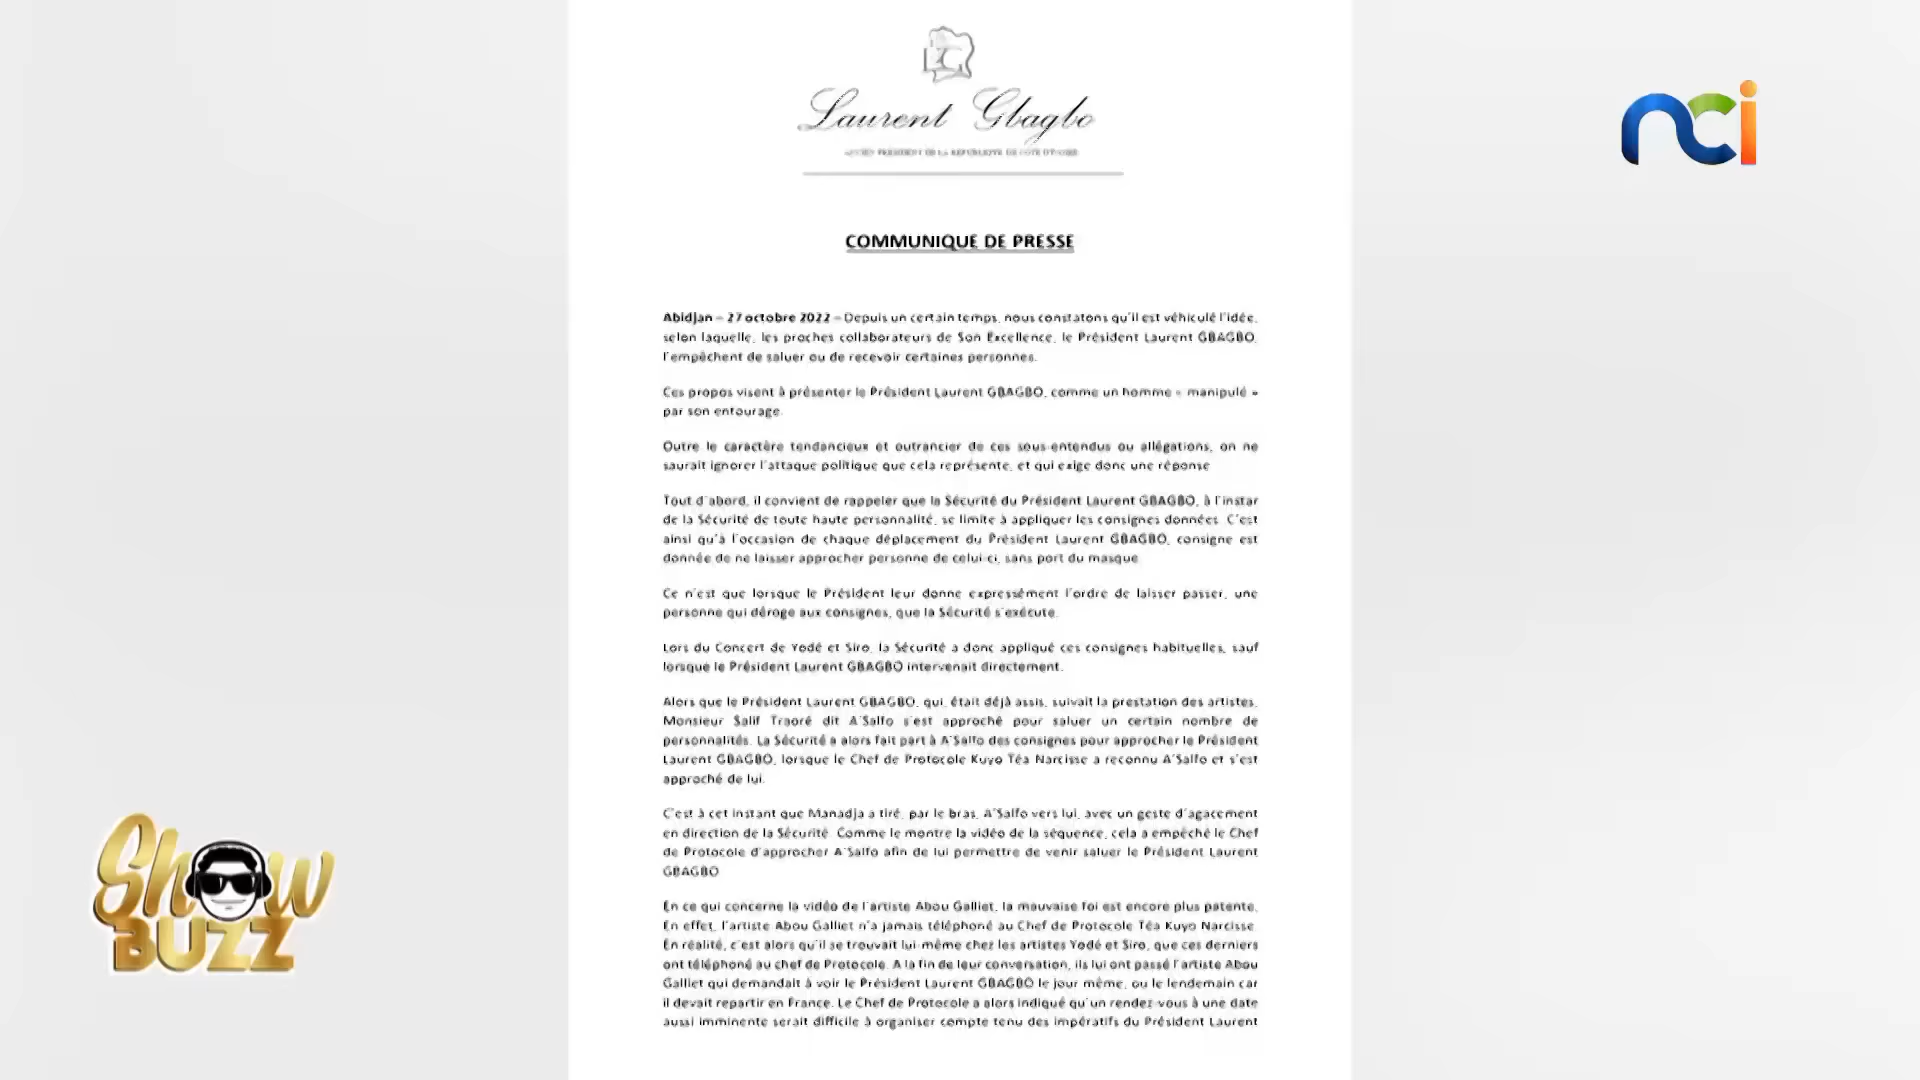 Laurent Gbagbo
nci
COMMUNIQUE DE PRESSE
Abidjan – 27 octobre 2022 – Depuis un certain temps, nous constatons qu'il est véhiculé l'idée,
selon laquelle, les proches collaborateurs de Son Excellence, le Président Laurent GBAGBO,
l'empêchent de saluer ou de recevoir certaines personnes.
Ces propos visent à présenter le Président Laurent GBAGBO, comme un homme « manipulé »
par son entourage.
Outre le caractère tendancieux et outrancier de ces sous-entendus ou allégations, on ne
saurait ignorer l'attaque politique que cela représente, et qui exige donc une réponse
Tout d'abord, il convient de rappeler que la Sécurité du Président Laurent GBAGBO, à l'instar
de la Sécurité de toute haute personnalité, se limite à appliquer les consignes données. C'est
ainsi qu'à l'occasion de chaque déplacement du Président Laurent GBAGBO, consigne est
donnée de ne laisser approcher personne de celui-ci, sans port du masque
Ce n'est que lorsque le Président leur donne expressément l'ordre de laisser passer, une
personne qui déroge aux consignes, que la Sécurité s'exécute.
Lors du Concert de Yodé et Siro, la Sécurité a donc appliqué ces consignes habituelles, sauf
lorsque le Président Laurent GBAGBO intervenait directement.
Alors que le Président Laurent GBAGBO, qui, était déjà assis, suivait la prestation des artistes,
Monsieur Salif Traoré dit A'Salfo s'est approché pour saluer un certain nombre de
personnalités. La Sécurité a alors fait part à A'Salfo des consignes pour approcher le Président
Laurent GBAGBO, lorsque le Chef de Protocole Kuyo Téa Narcisse a reconnu A'Salfo et s'est
approché de lui.
C'est à cet instant que Manadja a tiré, par le bras, A'Salfo vers lui, avec un geste d'agacement
en direction de la Sécurité. Comme le montre la vidéo de la séquence, cela a empêché le Chef
de Protocole d'approcher A'Salfo afin de lui permettre de venir saluer le Président Laurent
GBAGBO
En ce qui concerne la vidéo de l'artiste Abou Galliet, la mauvaise foi est encore plus patente.
En effet, l'artiste Abou Galliet n'a jamais téléphoné au Chef de Protocole Téa Kuyo Narcisse.
En réalité, c'est alors qu'il se trouvait lui-même chez les artistes Yodé et Siro, que ces derniers
ont téléphoné au chef de Protocole. A la fin de leur conversation, ils lui ont passé l'artiste Abou
Galliet qui demandait à voir le Président Laurent GBAGBO le jour même, ou le lendemain car
il devait repartir en France. Le Chef de Protocole a alors indiqué qu'un rendez-vous à une date
aussi imminente serait difficile à organiser compte tenu des impératifs du Président Laurent
Show
BUZZ